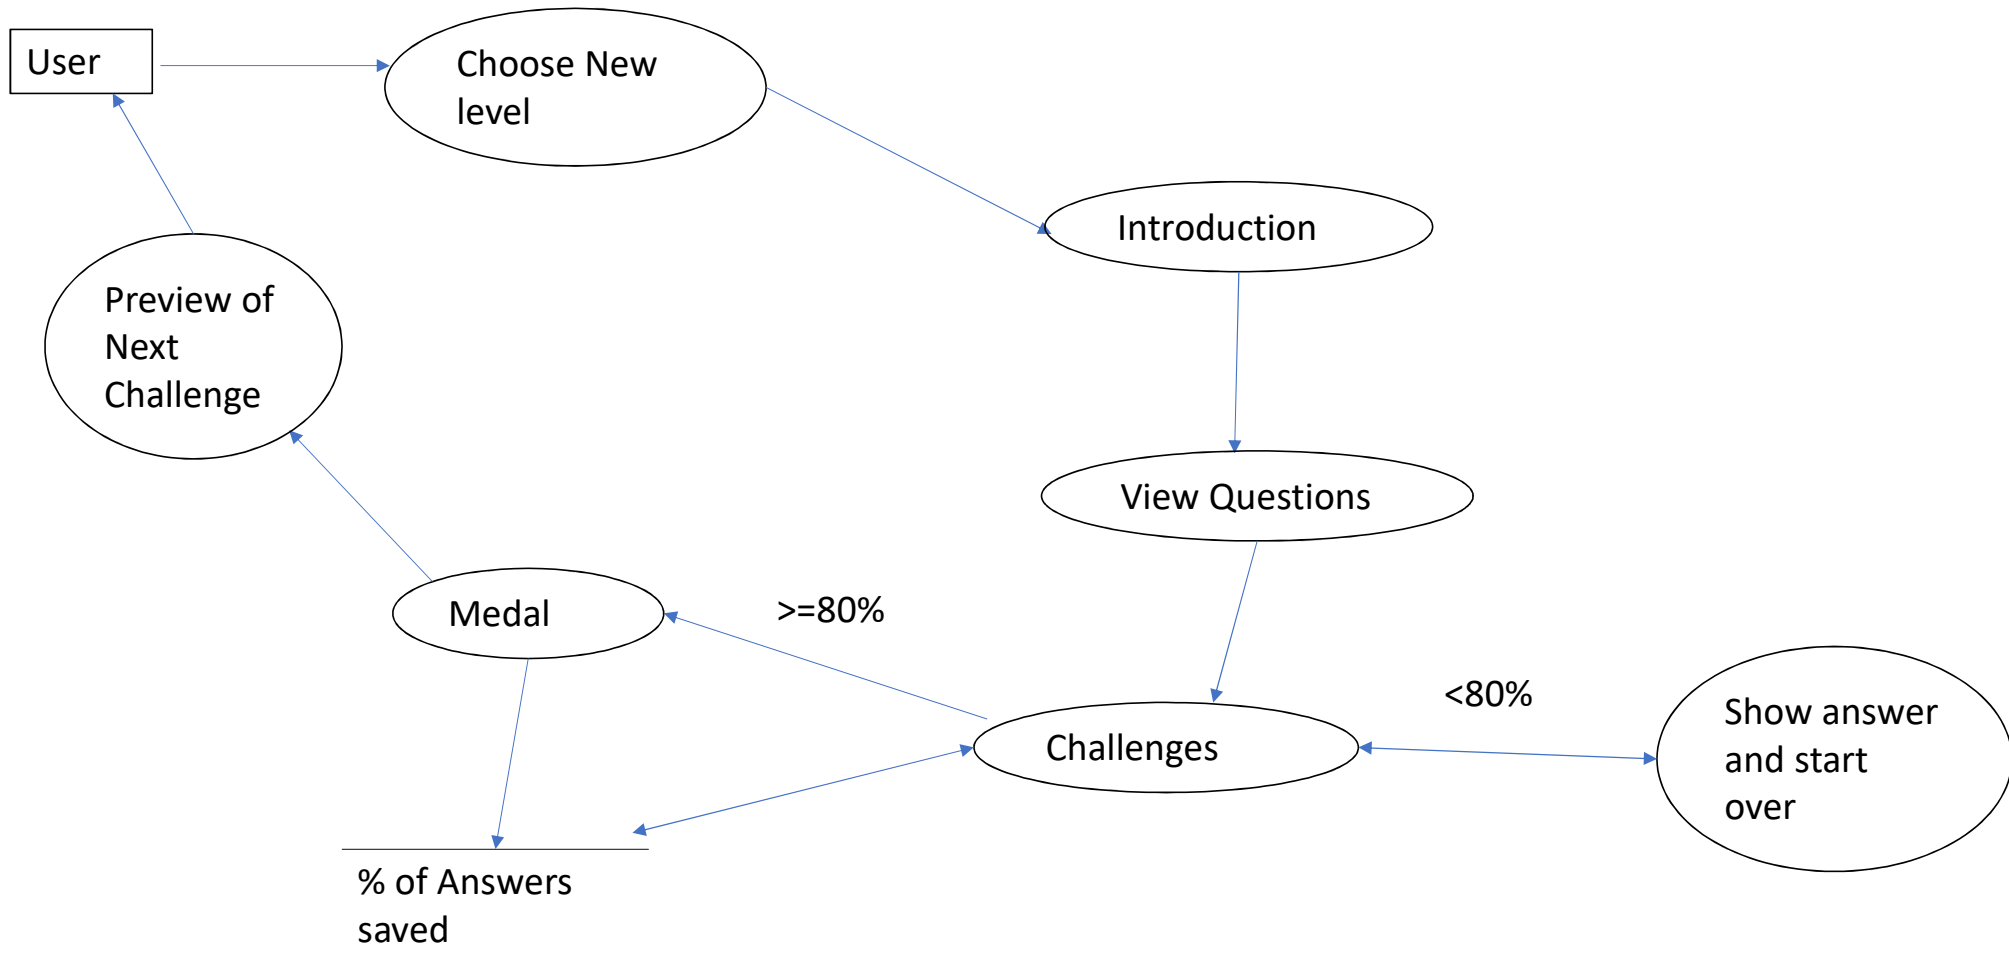 User
Choose New
level
Introduction
Preview of
Next
Challenge
View Questions
Medal
>=80%
<80%
Challenges
Show answer
and start
over
% of Answers
saved